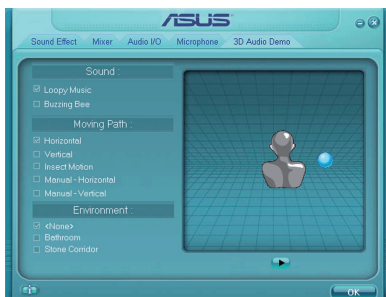 ASUS
Sound Effect Mixer Audio I/O Microphone 3D Audio Demo
Sound :
Loopy Music
Buzzing Bee
Moving Path :
Horizontal
Vertical
Insect Motion
Manual - Horizontal
Manual - Vertical
Environment :
<None>
Bathroom
Stone Corridor
OK